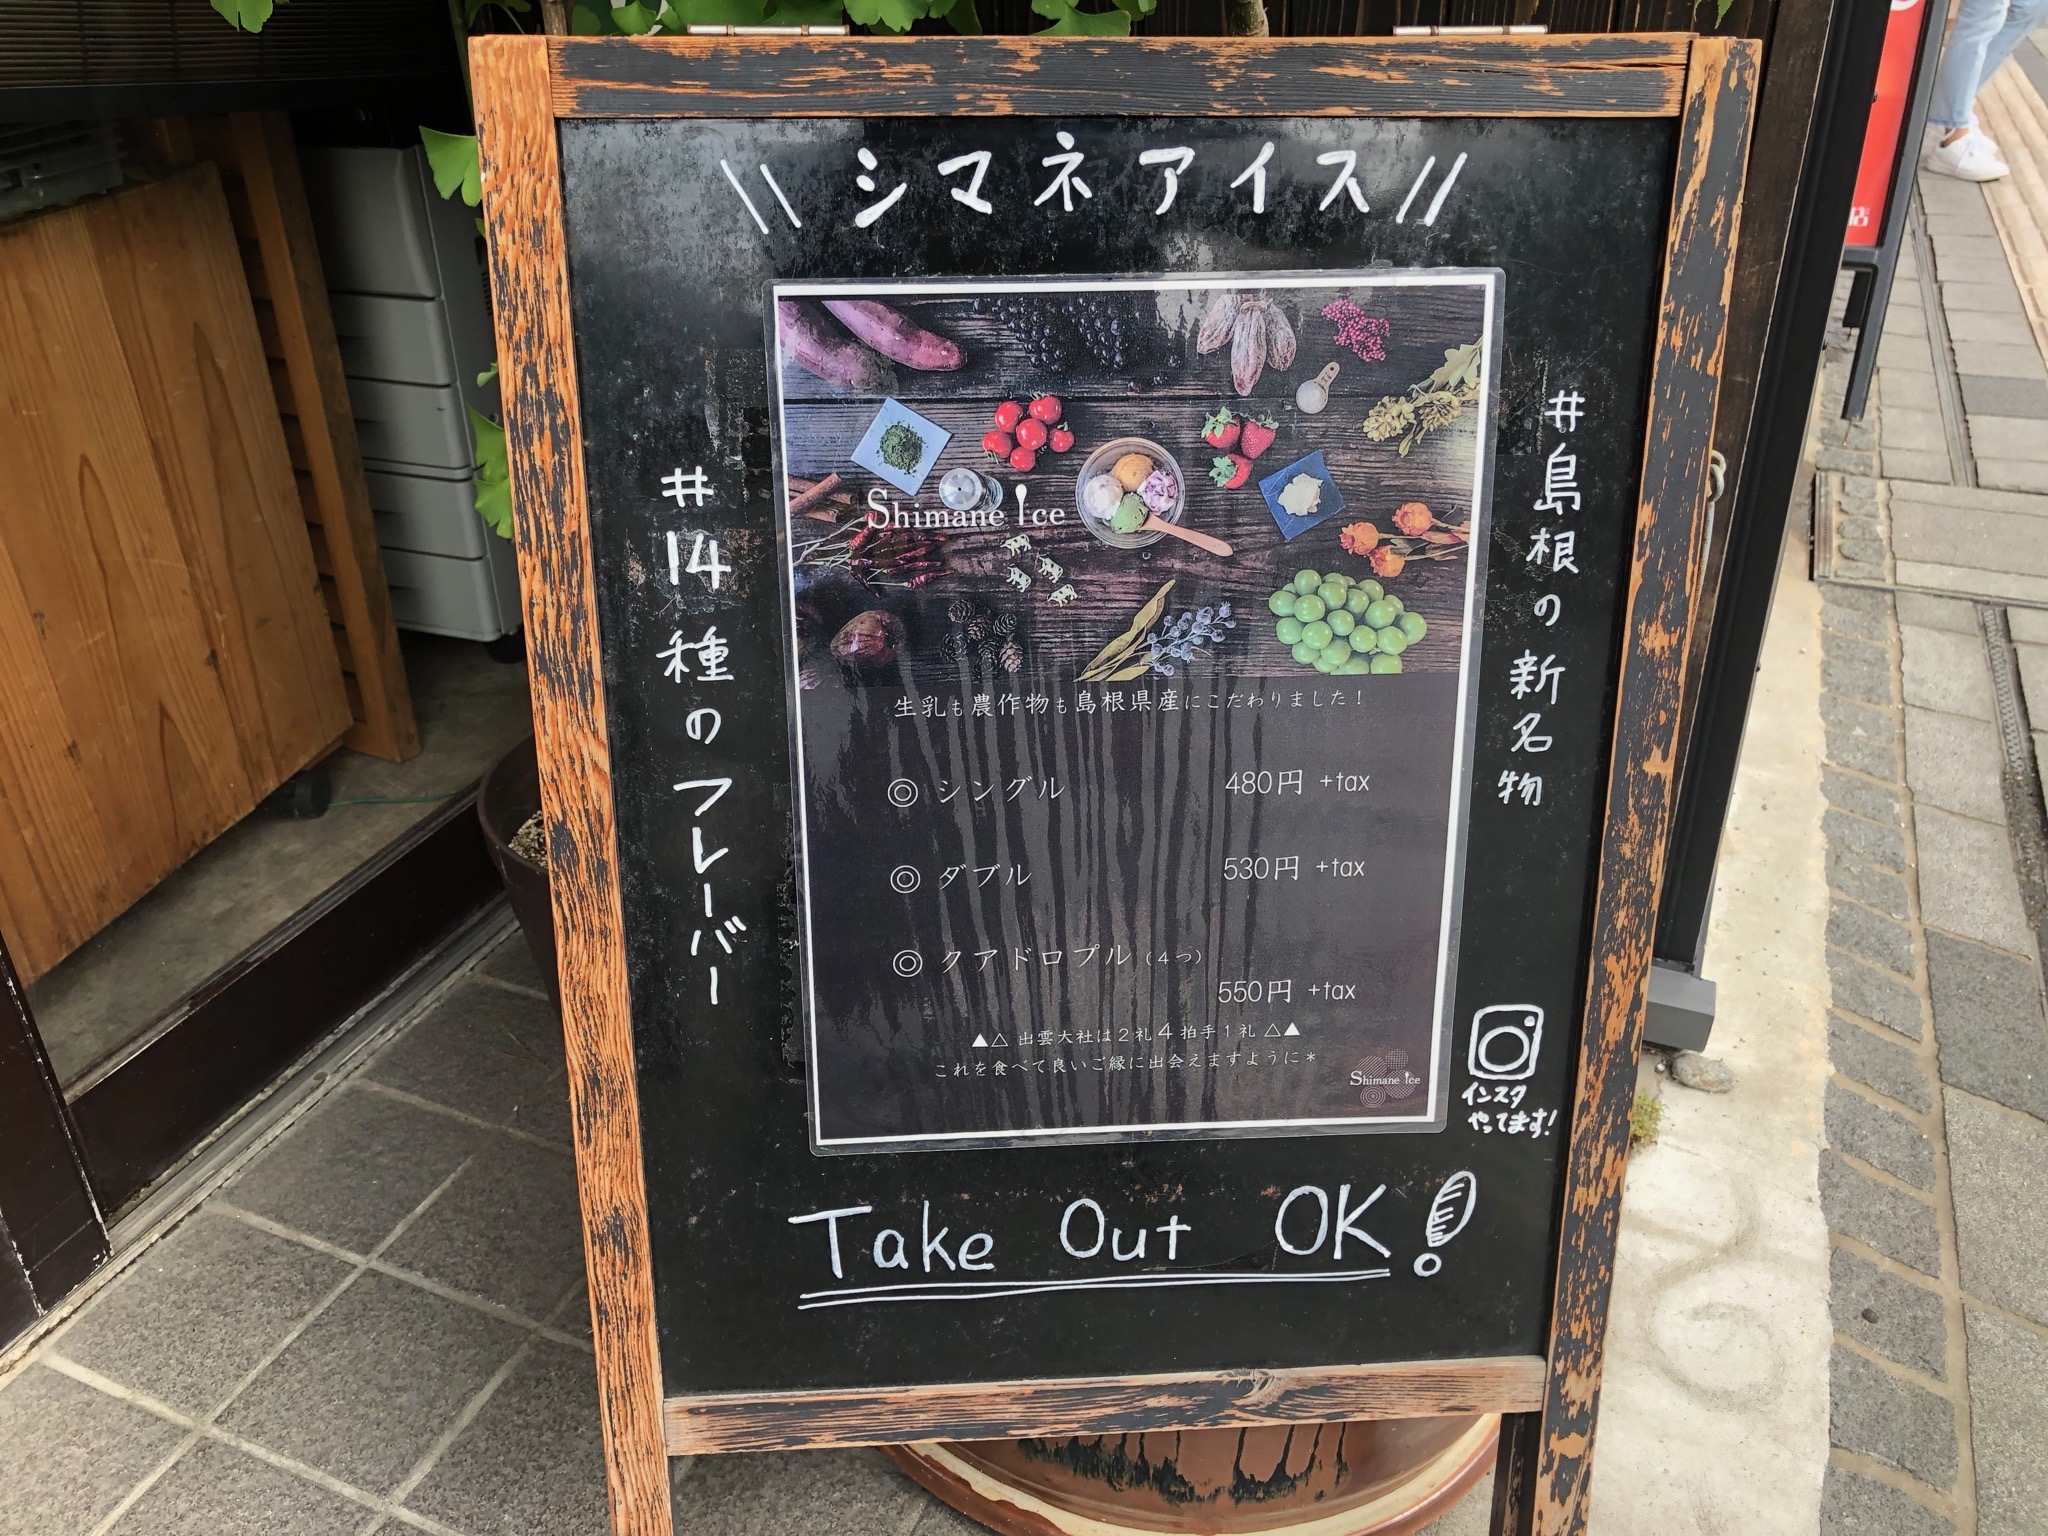 \\ シマネアイス //
#島根の新名物
#14種のフレーバー
Shimane Ice
生乳も農作物も島根県産にこだわりました！
◎ シングル 480円 +tax
◎ ダブル 530円 +tax
◎ クアドロプル (4つ)
550円 +tax
▲△ 出雲大社は2礼4拍手1礼 △▲
これを食べて良いご縁に出会えますように＊
Shimane Ice
インスタ
やってます!
Take Out OK!
店